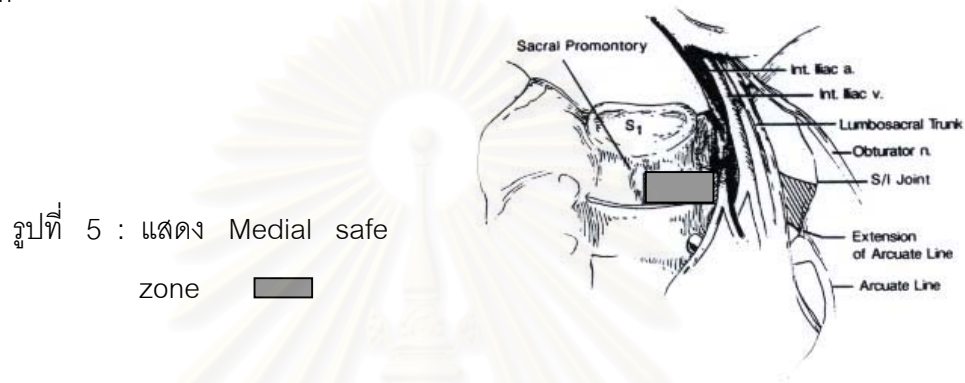 Sacral Promontory
S1
Int. Iliac a.
Int. Iliac v.
Lumbosacral Trunk
Obturator n.
S/I Joint
Extension
of Arcuate Line
Arcuate Line
รูปที่ 5 : แสดง Medial safe
zone